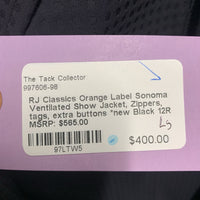 The Tack Collector
997606-98
RJ Classics Orange Label Sonoma
Ventilated Show Jacket, Zippers,
tags, extra buttons *new Black 12R
MSRP: $565.00
LS
$400.00
97LTW5